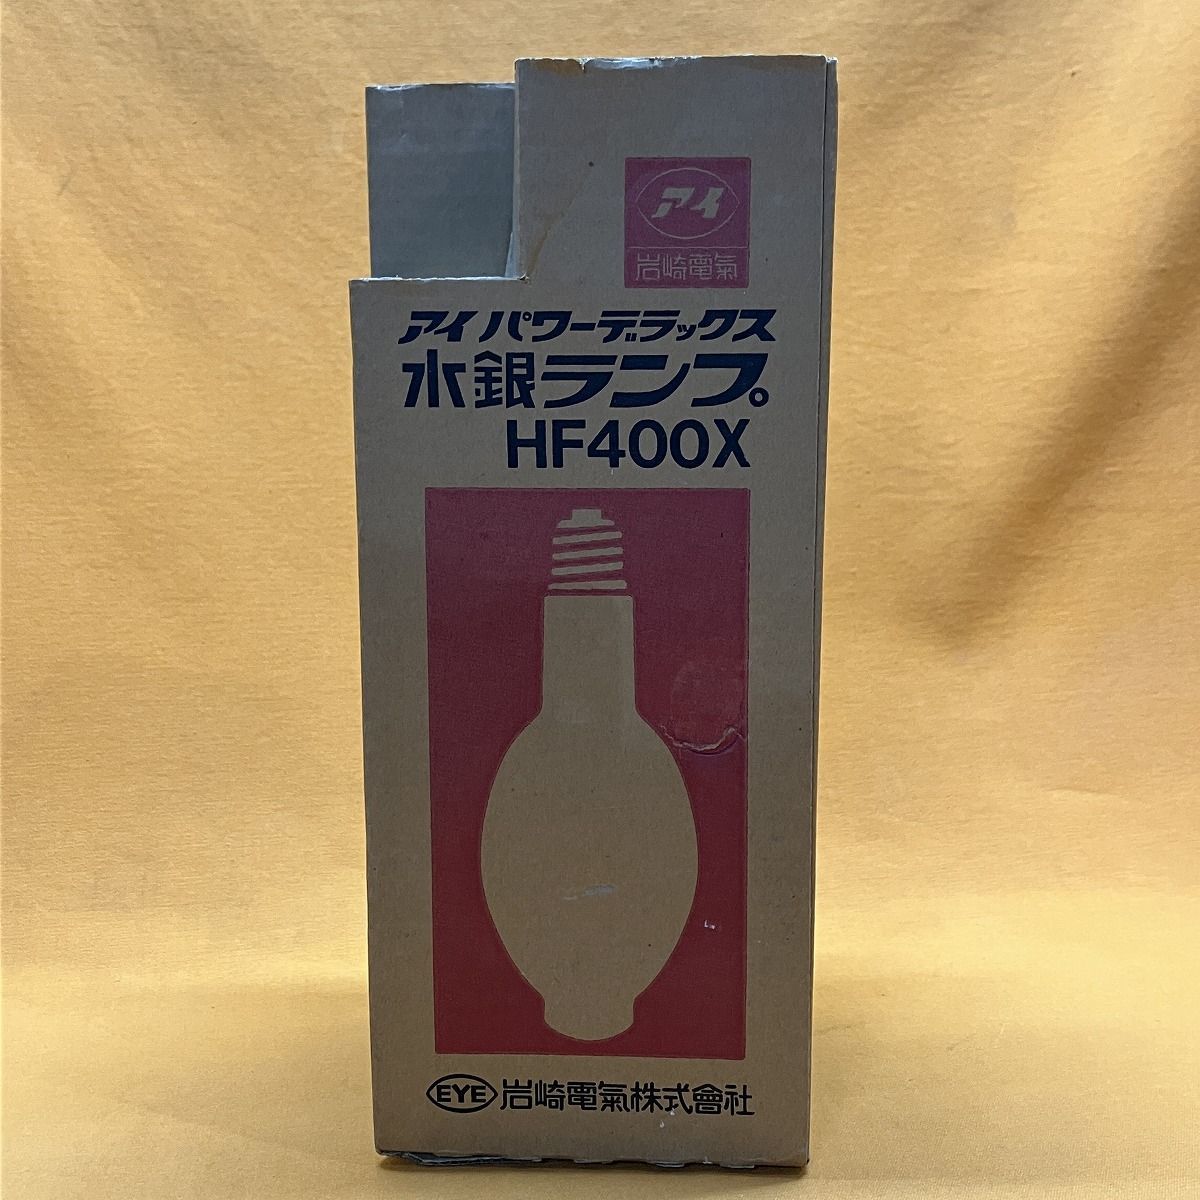 アイ
岩崎電氣
アイ パワーデラックス
水銀ランプ。
HF400X
EYE 岩崎電氣株式會社